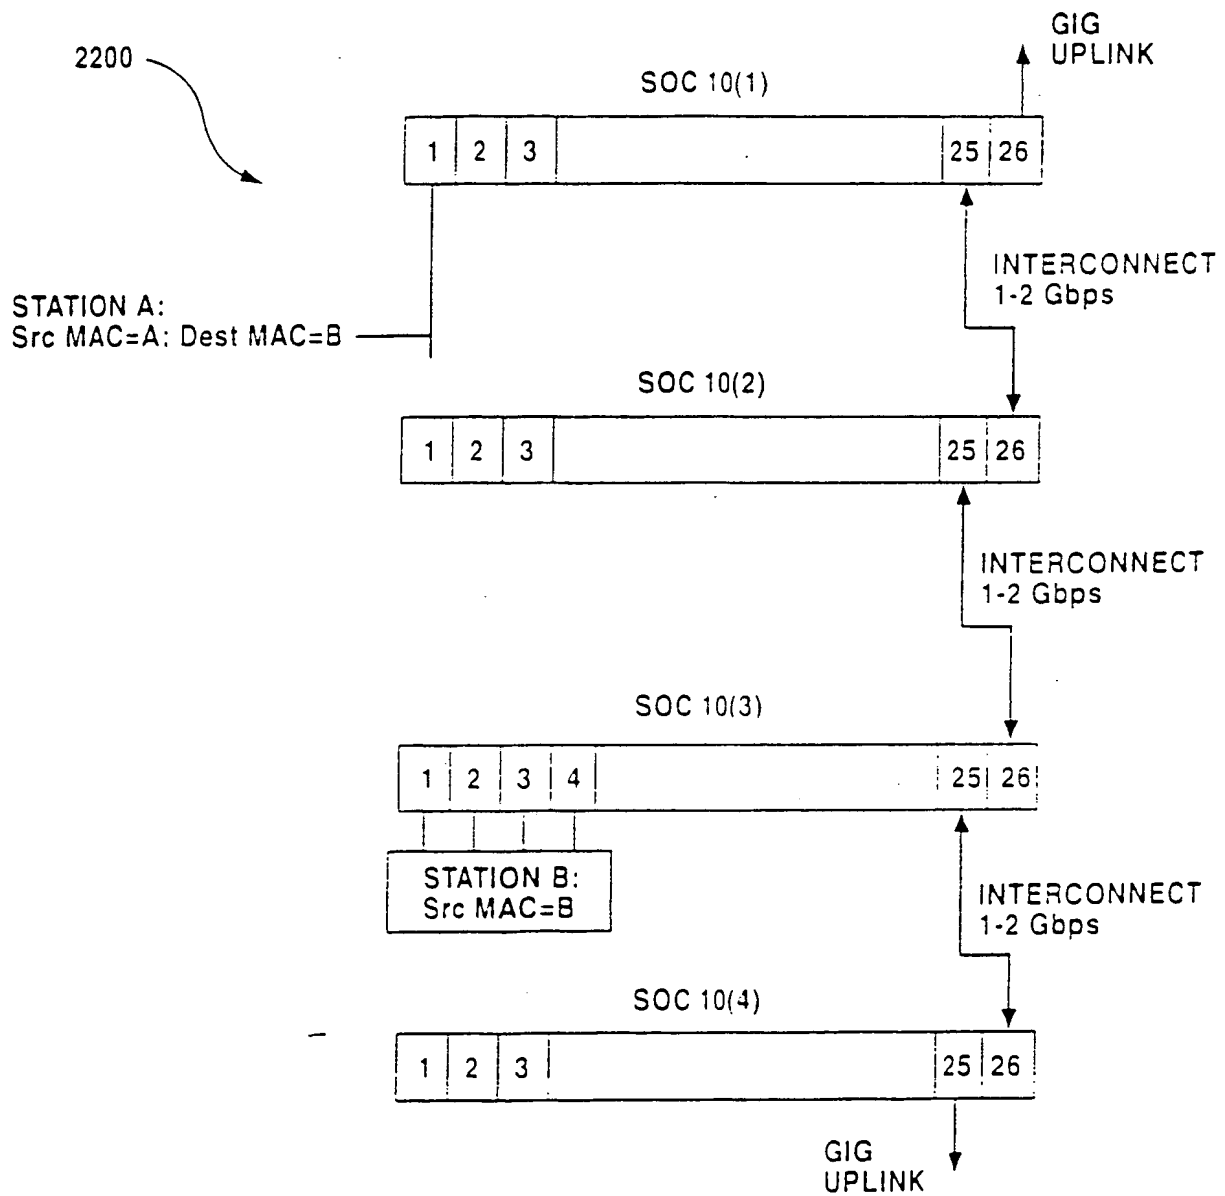 2200
GIG
UPLINK
SOC 10(1)
1 2 3 25 26
INTERCONNECT
1-2 Gbps
STATION A:
Src MAC=A: Dest MAC=B
SOC 10(2)
1 2 3 25 26
INTERCONNECT
1-2 Gbps
SOC 10(3)
1 2 3 4 25 26
STATION B:
Src MAC=B
INTERCONNECT
1-2 Gbps
SOC 10(4)
1 2 3 25 26
GIG
UPLINK